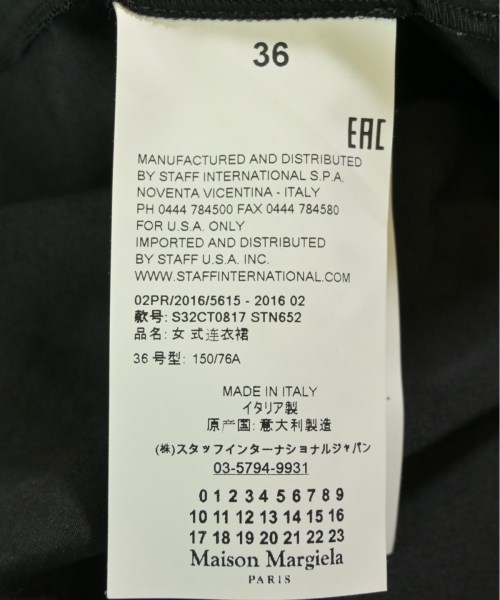 36
EAC
MANUFACTURED AND DISTRIBUTED
BY STAFF INTERNATIONAL S.P.A.
NOVENTA VICENTINA - ITALY
PH 0444 784500 FAX 0444 784580
FOR U.S.A. ONLY
IMPORTED AND DISTRIBUTED
BY STAFF U.S.A. INC.
WWW.STAFFINTERNATIONAL.COM
02PR/2016/5615 - 2016 02
款号: S32CT0817 STN652
品名: 女 式连衣裙
36 号型: 150/76A
MADE IN ITALY
イタリア製
原产国: 意大利製造
(株)スタッフインターナショナルジャパン
03-5794-9931
0 1 2 3 4 5 6 7 8 9
10 11 12 13 14 15 16
17 18 19 20 21 22 23
Maison Margiela
PARIS